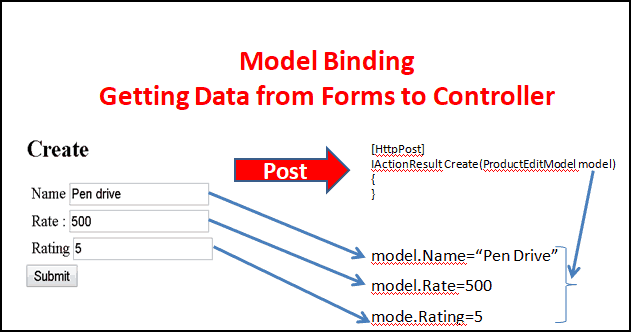 Model Binding
Getting Data from Forms to Controller
Create
Name Pen drive
Rate : 500
Rating 5
Submit
Post
[HttpPost]
IActionResult Create(ProductEditModel model)
{
}
model.Name=“Pen Drive”
model.Rate=500
mode.Rating=5